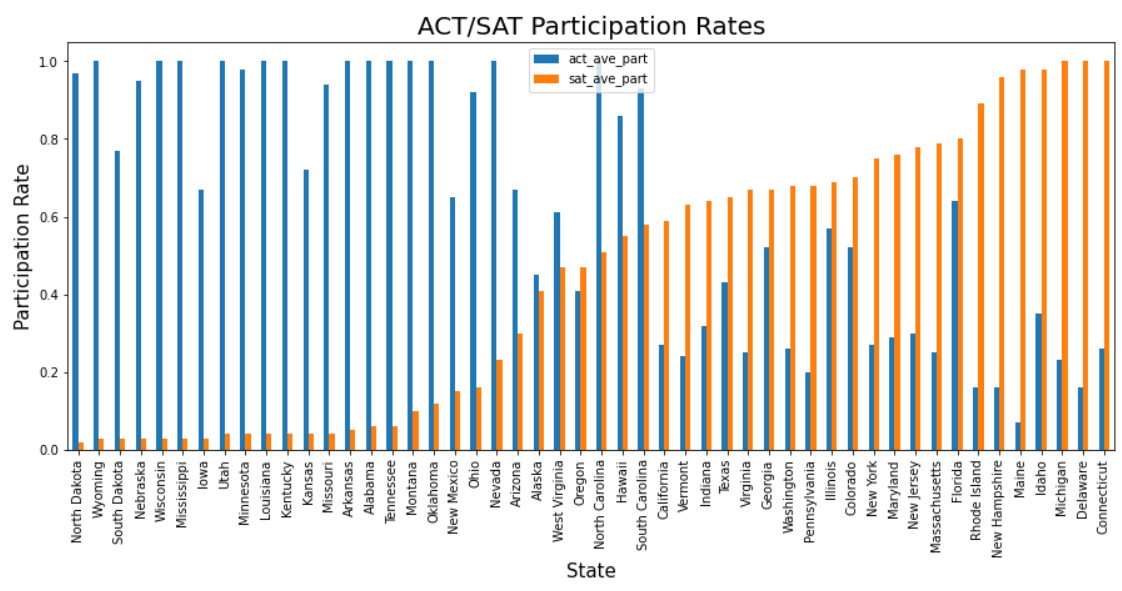 ACT/SAT Participation Rates
act_ave_part
sat_ave_part
1.0
0.8
0.6
0.4
0.2
0.0
Participation Rate
North Dakota
Wyoming
South Dakota
Nebraska
Wisconsin
Mississippi
Iowa
Utah
Minnesota
Louisiana
Kentucky
Kansas
Missouri
Arkansas
Alabama
Tennessee
Montana
Oklahoma
New Mexico
Ohio
Nevada
Arizona
Alaska
West Virginia
Oregon
North Carolina
Hawaii
South Carolina
California
Vermont
Indiana
Texas
Virginia
Georgia
Washington
Pennsylvania
Illinois
Colorado
New York
Maryland
New Jersey
Massachusetts
Florida
Rhode Island
New Hampshire
Maine
Idaho
Michigan
Delaware
Connecticut
State